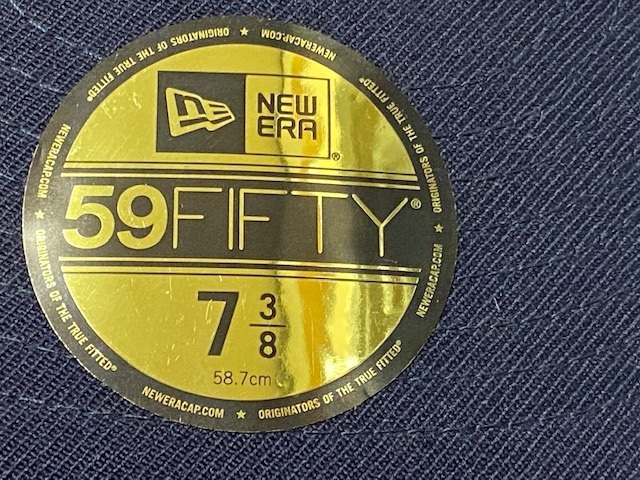 NEW
ERA®
59FIFTY®
7 3/8
58.7cm
NEWERACAP.COM ★ ORIGINATORS OF THE TRUE FITTED®
NEWERACAP.COM ★ ORIGINATORS OF THE TRUE FITTED®
NEWERACAP.COM ★ ORIGINATORS OF THE TRUE FITTED®
NEWERACAP.COM ★ ORIGINATORS OF THE TRUE FITTED®